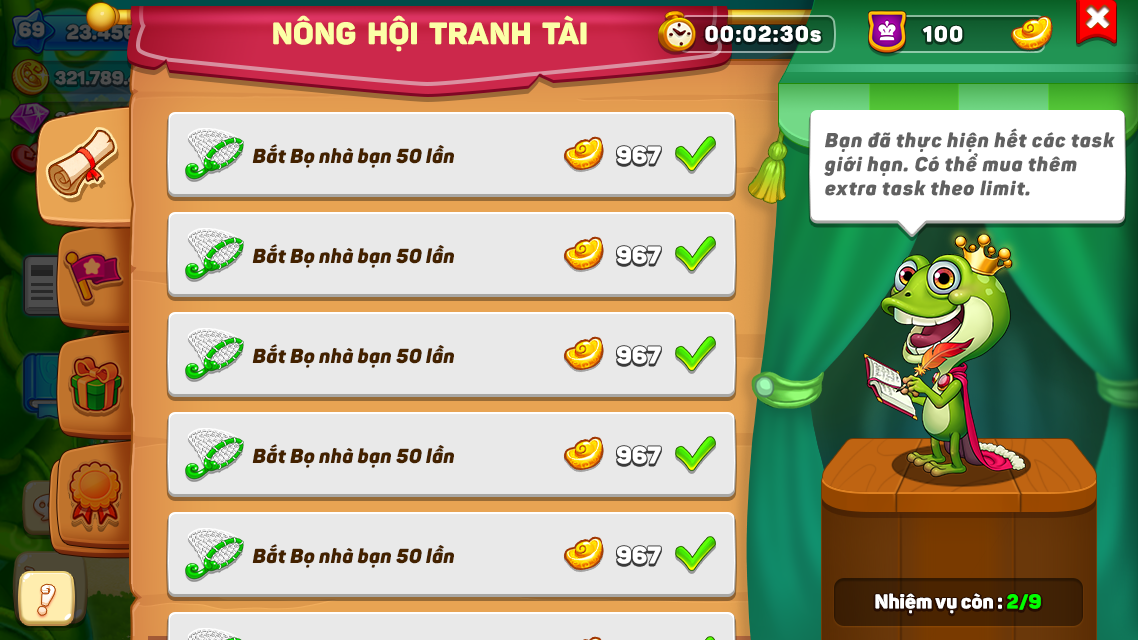 69
NÔNG HỘI TRANH TÀI
00:02:30s
100
321.789.
Bắt Bọ nhà bạn 50 lần 967
Bắt Bọ nhà bạn 50 lần 967
Bắt Bọ nhà bạn 50 lần 967
Bắt Bọ nhà bạn 50 lần 967
Bắt Bọ nhà bạn 50 lần 967
Bạn đã thực hiện hết các task
giới hạn. Có thể mua thêm
extra task theo limit.
Nhiệm vụ còn : 2/9
?